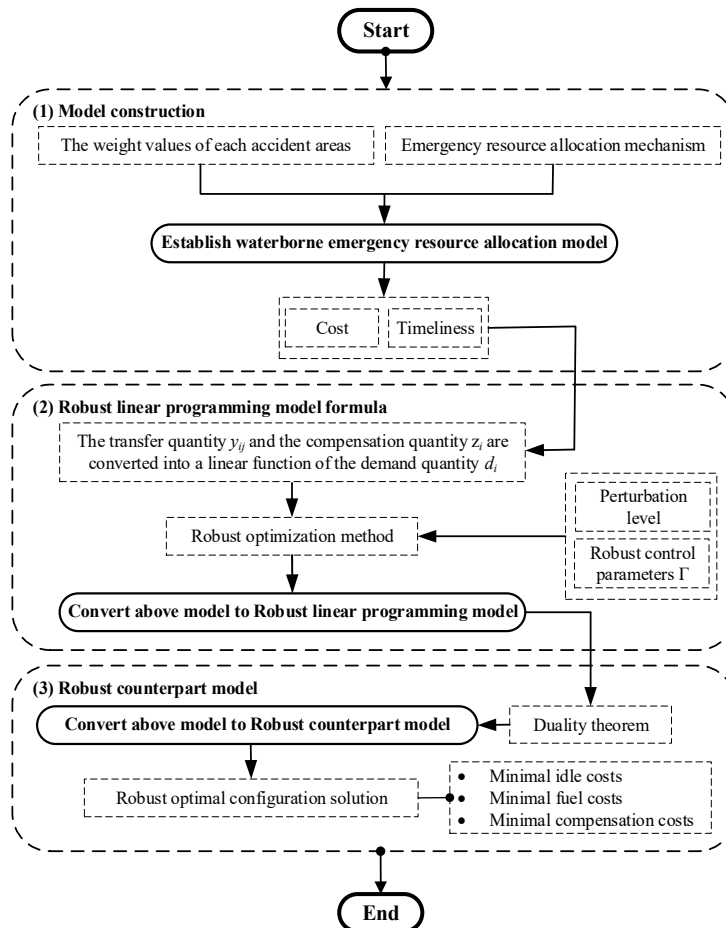 Start
(1) Model construction
The weight values of each accident areas
Emergency resource allocation mechanism
Establish waterborne emergency resource allocation model
Cost
Timeliness
(2) Robust linear programming model formula
The transfer quantity y_ij and the compensation quantity z_i are
converted into a linear function of the demand quantity d_i
Perturbation
level
Robust optimization method
Robust control
parameters Γ
Convert above model to Robust linear programming model
(3) Robust counterpart model
Convert above model to Robust counterpart model
Duality theorem
Robust optimal configuration solution
• Minimal idle costs
• Minimal fuel costs
• Minimal compensation costs
End